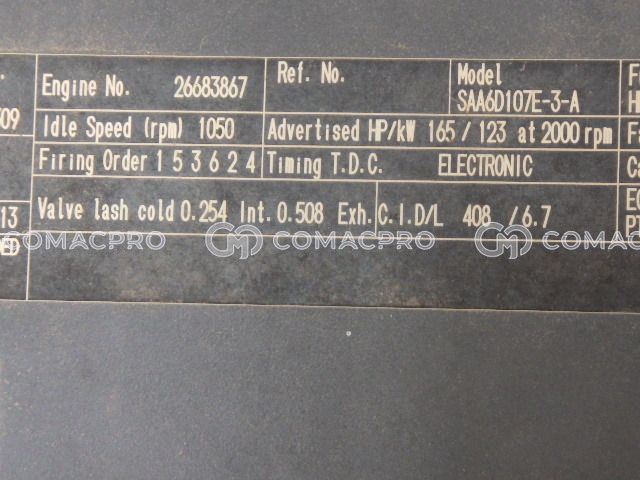 Engine No. 26683867 Ref. No. Model
SAA6D107E-3-A
Idle Speed (rpm) 1050 Advertised HP/kW 165 / 123 at 2000 rpm
Firing Order 1 5 3 6 2 4 Timing T.D.C. ELECTRONIC
13 Valve lash cold 0.254 Int. 0.508 Exh. C.I.D/L 408 / 6.7
COMACPRO COMACPRO COMACPRO